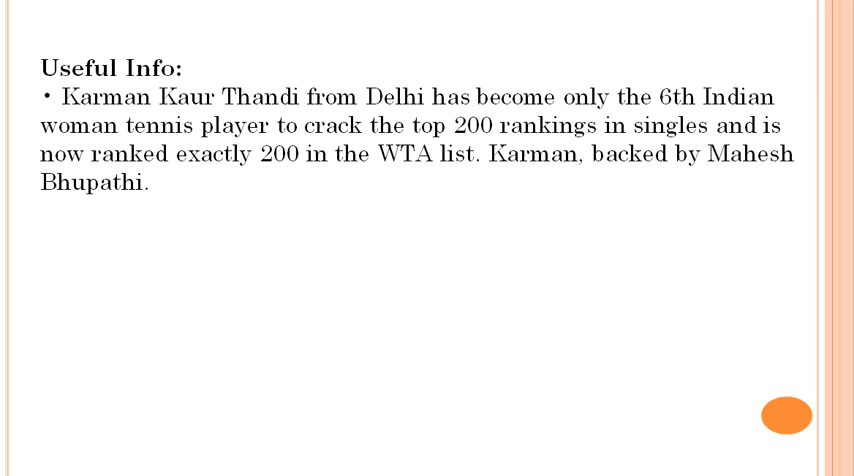 Useful Info:
• Karman Kaur Thandi from Delhi has become only the 6th Indian
woman tennis player to crack the top 200 rankings in singles and is
now ranked exactly 200 in the WTA list. Karman, backed by Mahesh
Bhupathi.